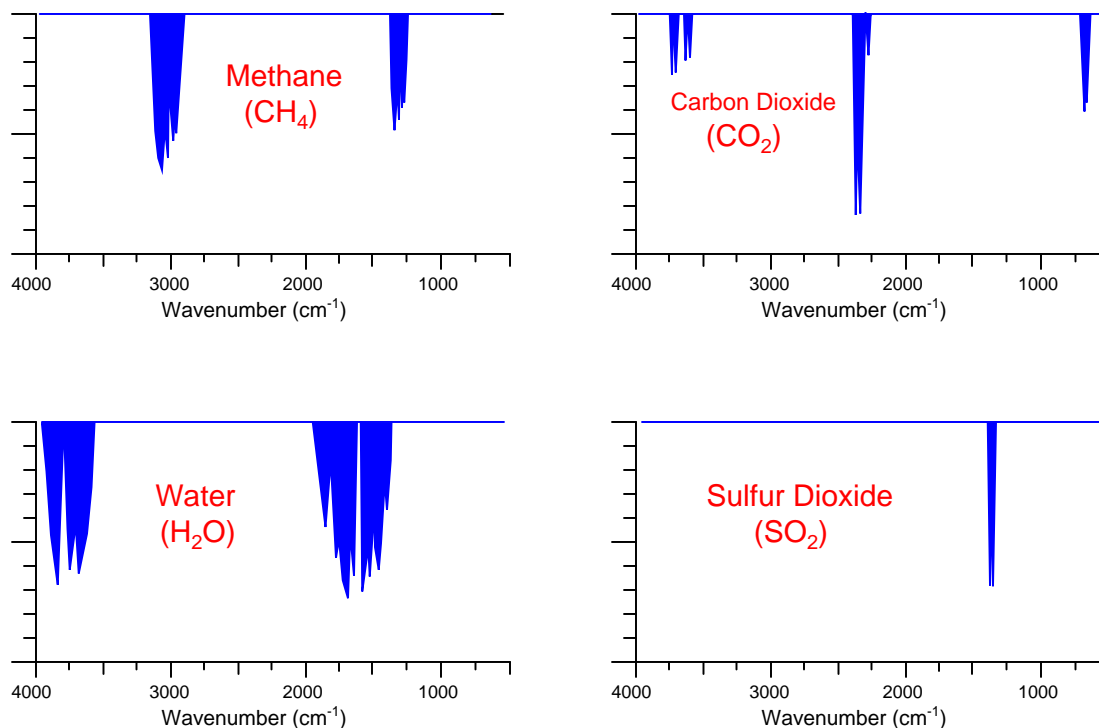 Methane
(CH₄)
4000 3000 2000 1000
Wavenumber (cm⁻¹)
Carbon Dioxide
(CO₂)
4000 3000 2000 1000
Wavenumber (cm⁻¹)
Water
(H₂O)
4000 3000 2000 1000
Wavenumber (cm⁻¹)
Sulfur Dioxide
(SO₂)
4000 3000 2000 1000
Wavenumber (cm⁻¹)